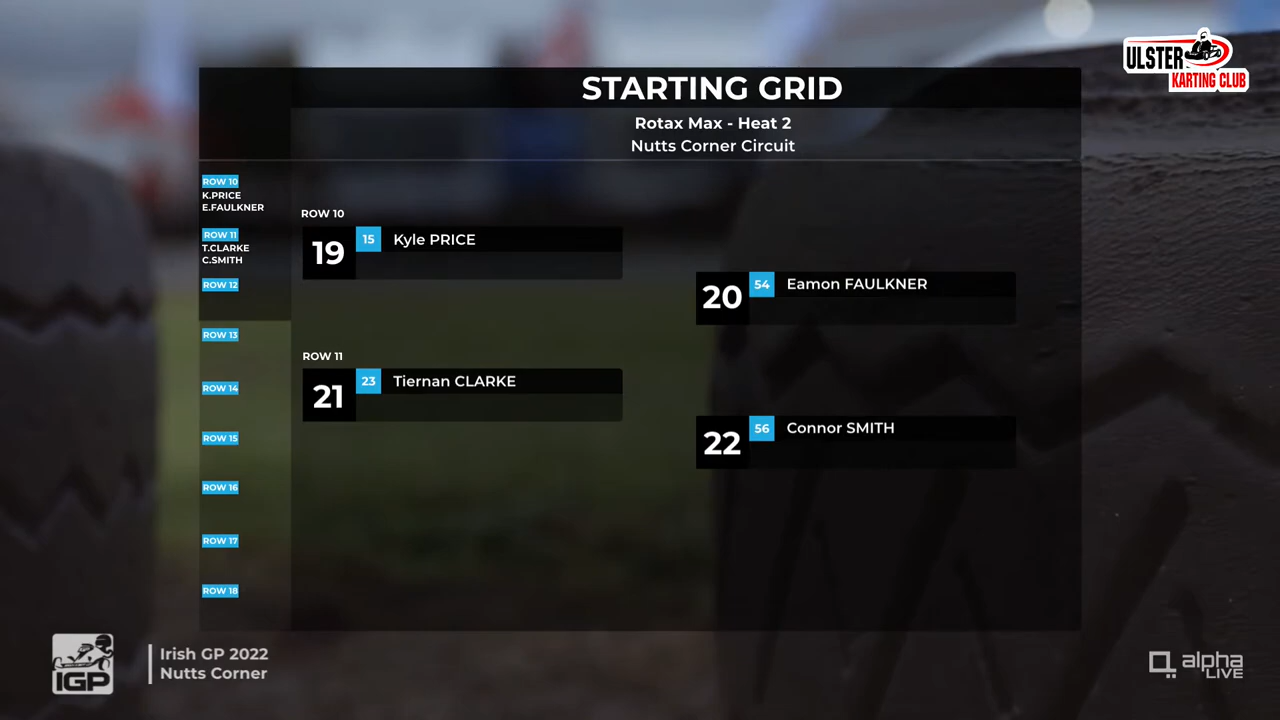 ULSTER
KARTING CLUB
STARTING GRID
Rotax Max - Heat 2
Nutts Corner Circuit
ROW 10
K.PRICE
E.FAULKNER
ROW 11
T.CLARKE
C.SMITH
ROW 12
ROW 13
ROW 14
ROW 15
ROW 16
ROW 17
ROW 18
ROW 10
19 15 Kyle PRICE
20 54 Eamon FAULKNER
ROW 11
21 23 Tiernan CLARKE
22 56 Connor SMITH
IGP
Irish GP 2022
Nutts Corner
alpha
LIVE